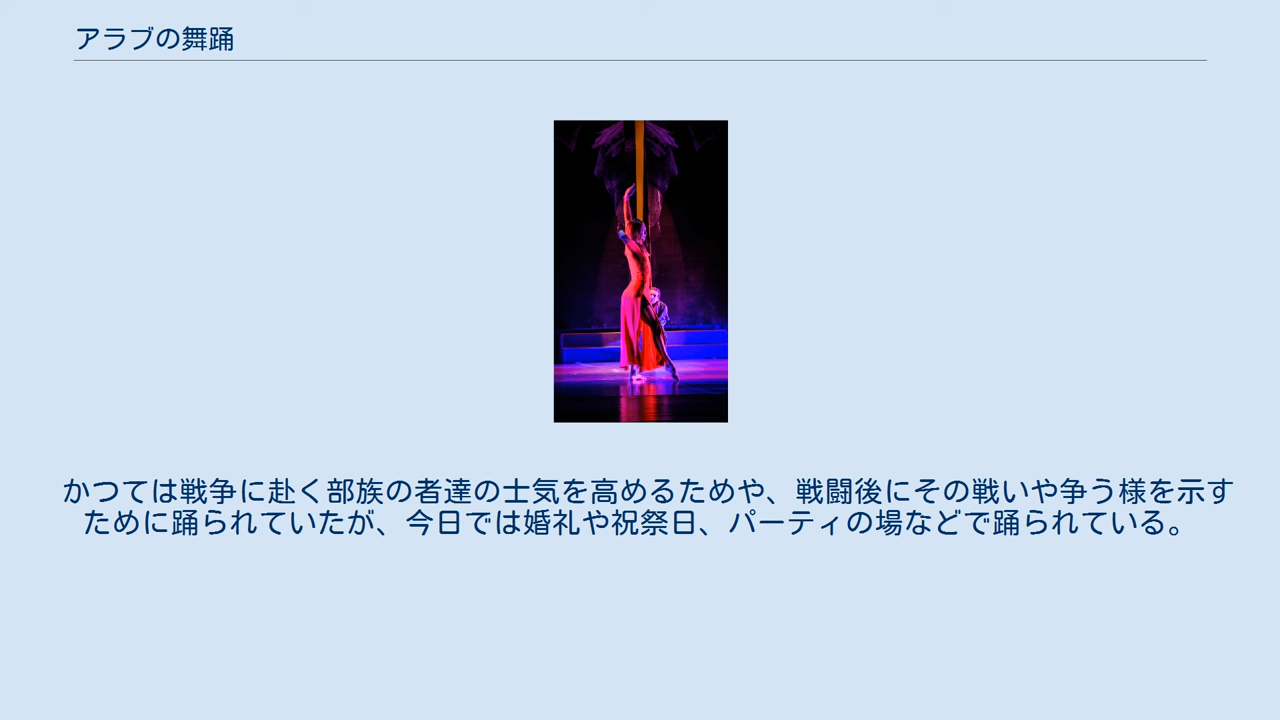 アラブの舞踊
かつては戦争に赴く部族の者達の士気を高めるためや、戦闘後にその戦いや争う様を示す
ために踊られていたが、今日では婚礼や祝祭日、パーティの場などで踊られている。